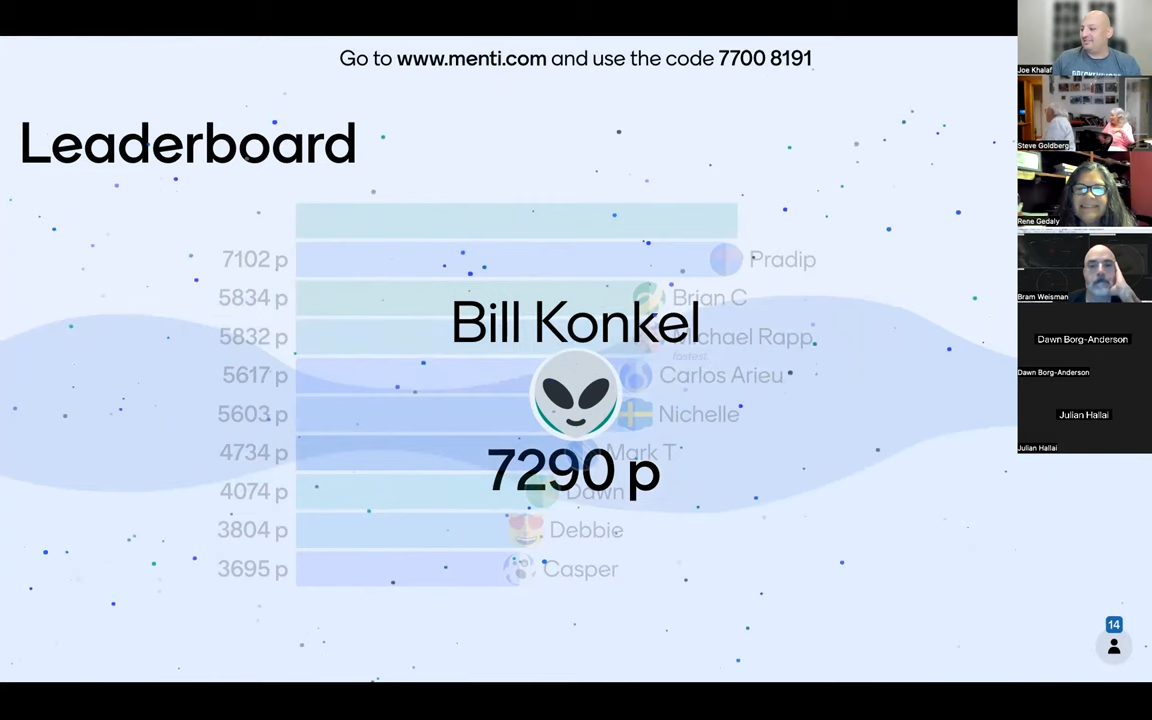 Go to www.menti.com and use the code 7700 8191
Leaderboard
7102 p Pradip
5834 p Brian C
Bill Konkel
5832 p Michael Rapp
fastest.
5617 p Carlos Arieu
5603 p Nichelle
4734 p Mark T
7290 p
4074 p Dawn
3804 p Debbie
3695 p Casper
14
Joe Khalaf
Steve Goldberg
Rene Gedaly
Bram Weisman
Dawn Borg-Anderson
Dawn Borg-Anderson
Julian Hallai
Julian Hallai